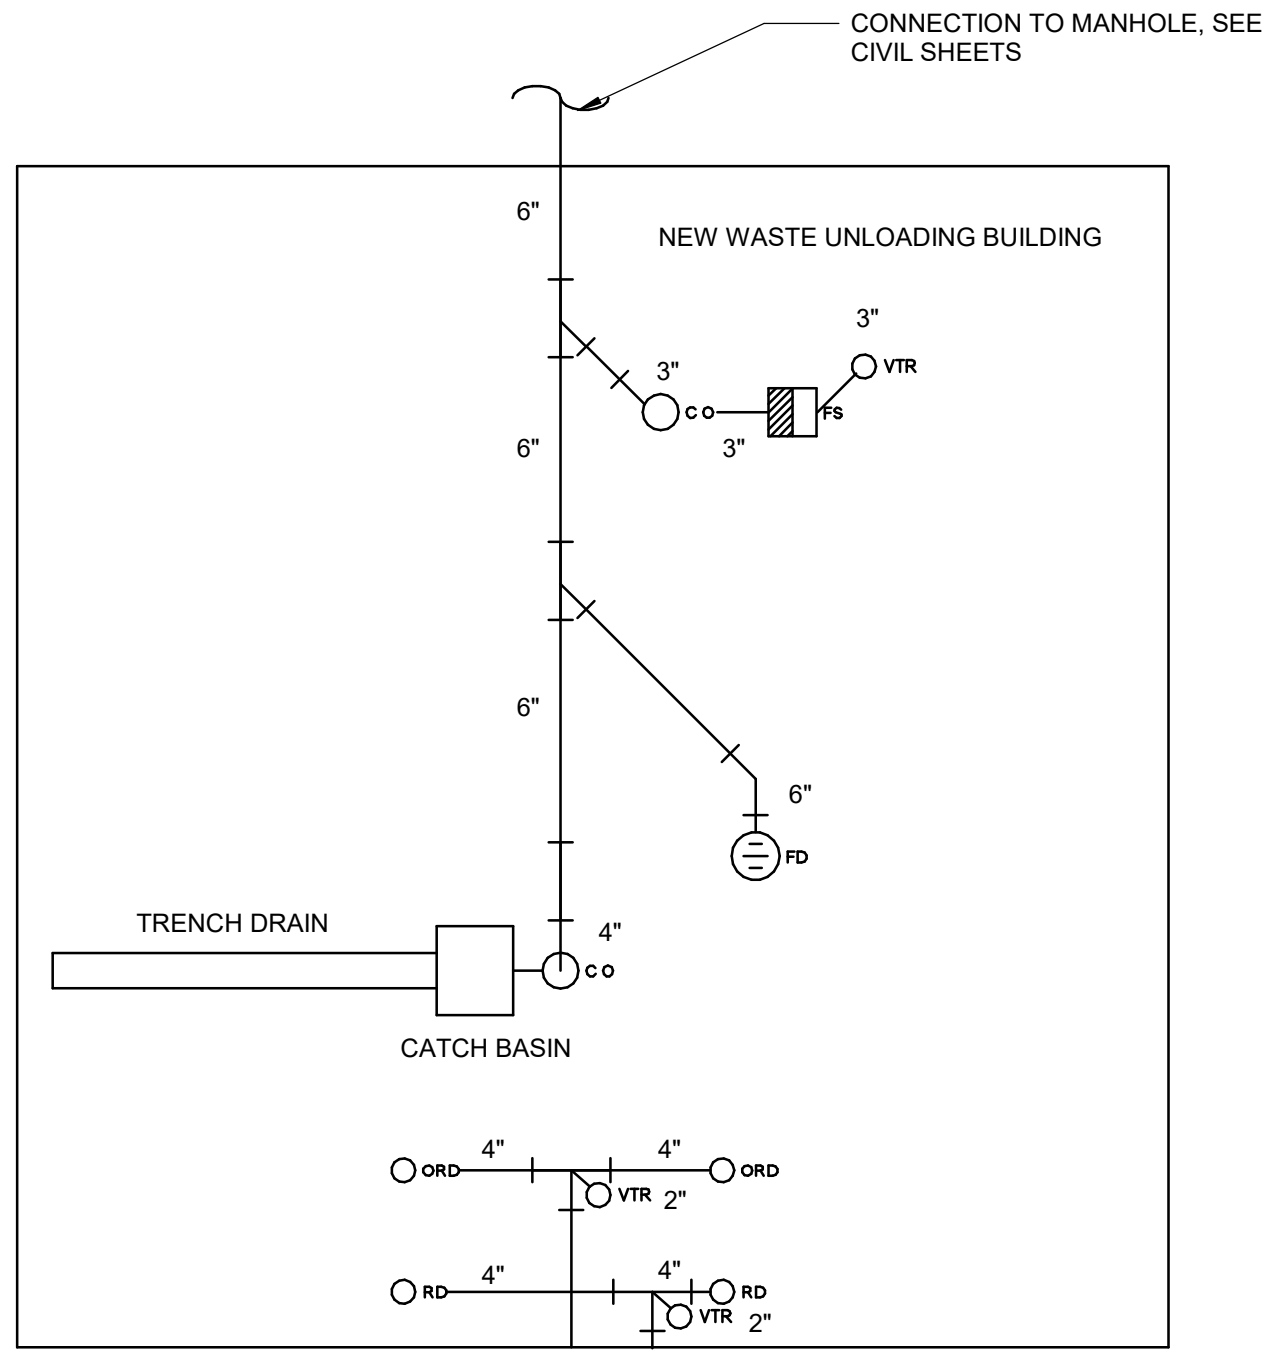 CONNECTION TO MANHOLE, SEE
CIVIL SHEETS
6"
NEW WASTE UNLOADING BUILDING
3"
VTR
3"
CO
FS
3"
6"
6"
6"
FD
TRENCH DRAIN
4"
CO
CATCH BASIN
4"
4"
ORD
ORD
VTR
2"
4"
4"
RD
RD
VTR
2"